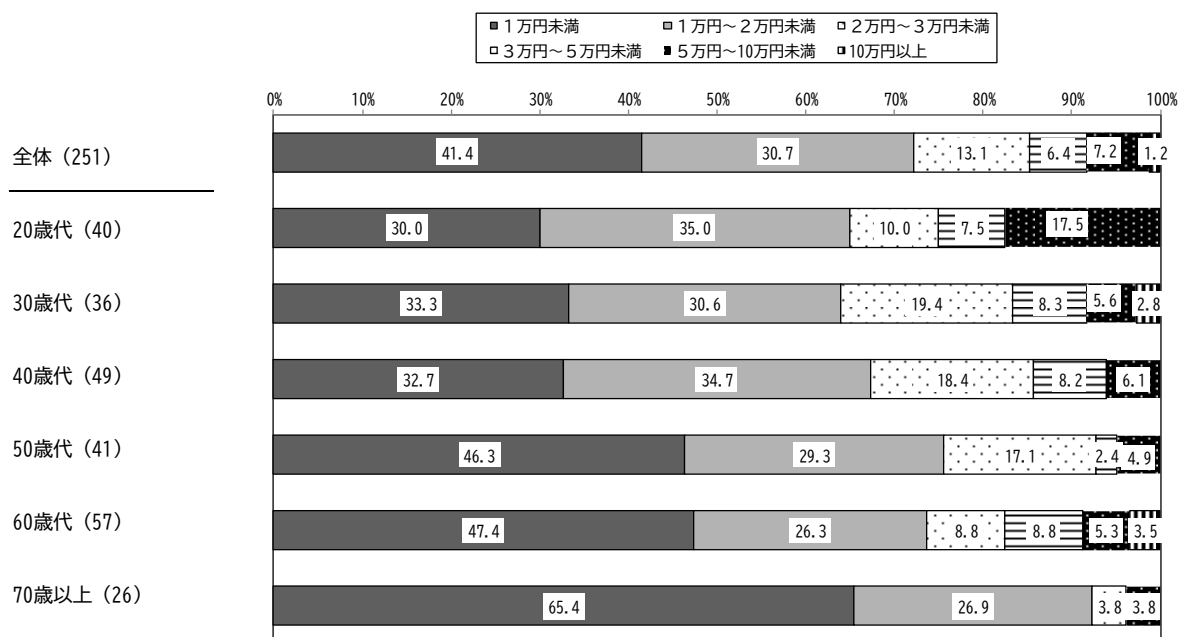 ■1万円未満 ■1万円～2万円未満 □2万円～3万円未満
□3万円～5万円未満 ■5万円～10万円未満 ■10万円以上
0% 10% 20% 30% 40% 50% 60% 70% 80% 90% 100%
全体（251） 41.4 30.7 13.1 6.4 7.2 1.2
20歳代（40） 30.0 35.0 10.0 7.5 17.5
30歳代（36） 33.3 30.6 19.4 8.3 5.6 2.8
40歳代（49） 32.7 34.7 18.4 8.2 6.1
50歳代（41） 46.3 29.3 17.1 2.4 4.9
60歳代（57） 47.4 26.3 8.8 8.8 5.3 3.5
70歳以上（26） 65.4 26.9 3.8 3.8